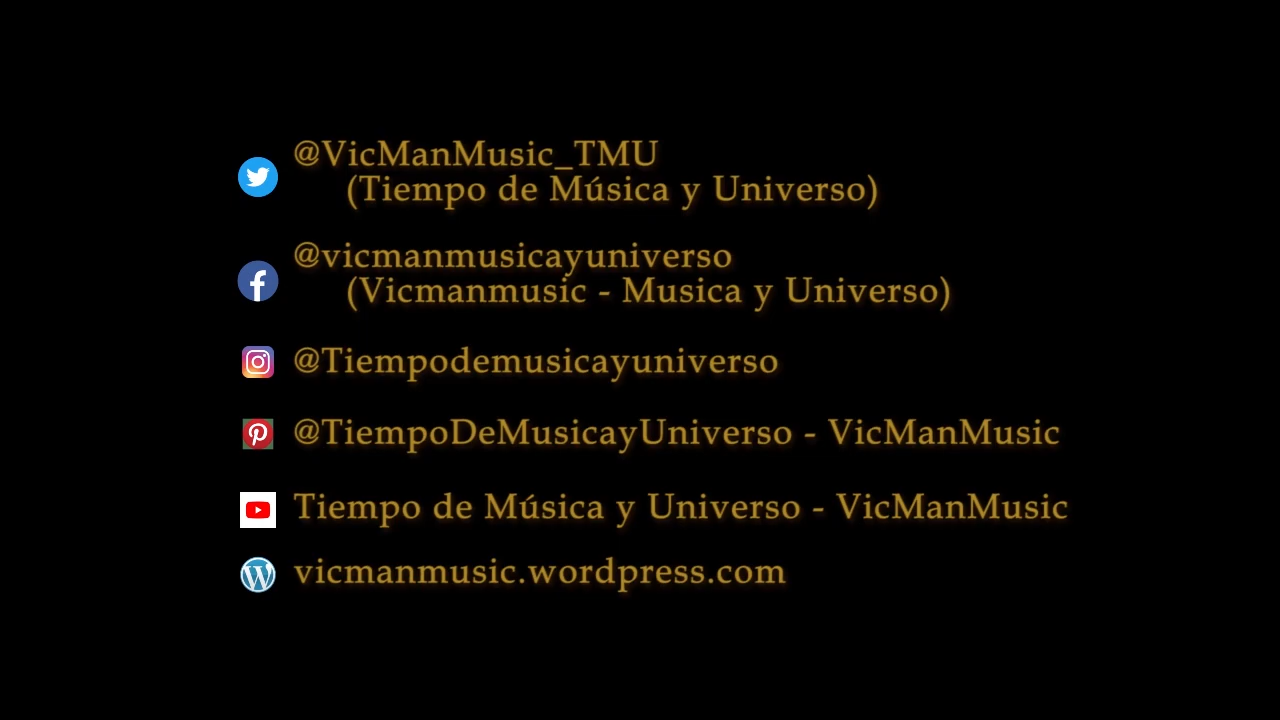 @VicManMusic_TMU
(Tiempo de Música y Universo)
@vicmanmusicayuniverso
(Vicmanmusic - Musica y Universo)
@Tiempodemusicayuniverso
@TiempoDeMusicayUniverso - VicManMusic
Tiempo de Música y Universo - VicManMusic
vicmanmusic.wordpress.com